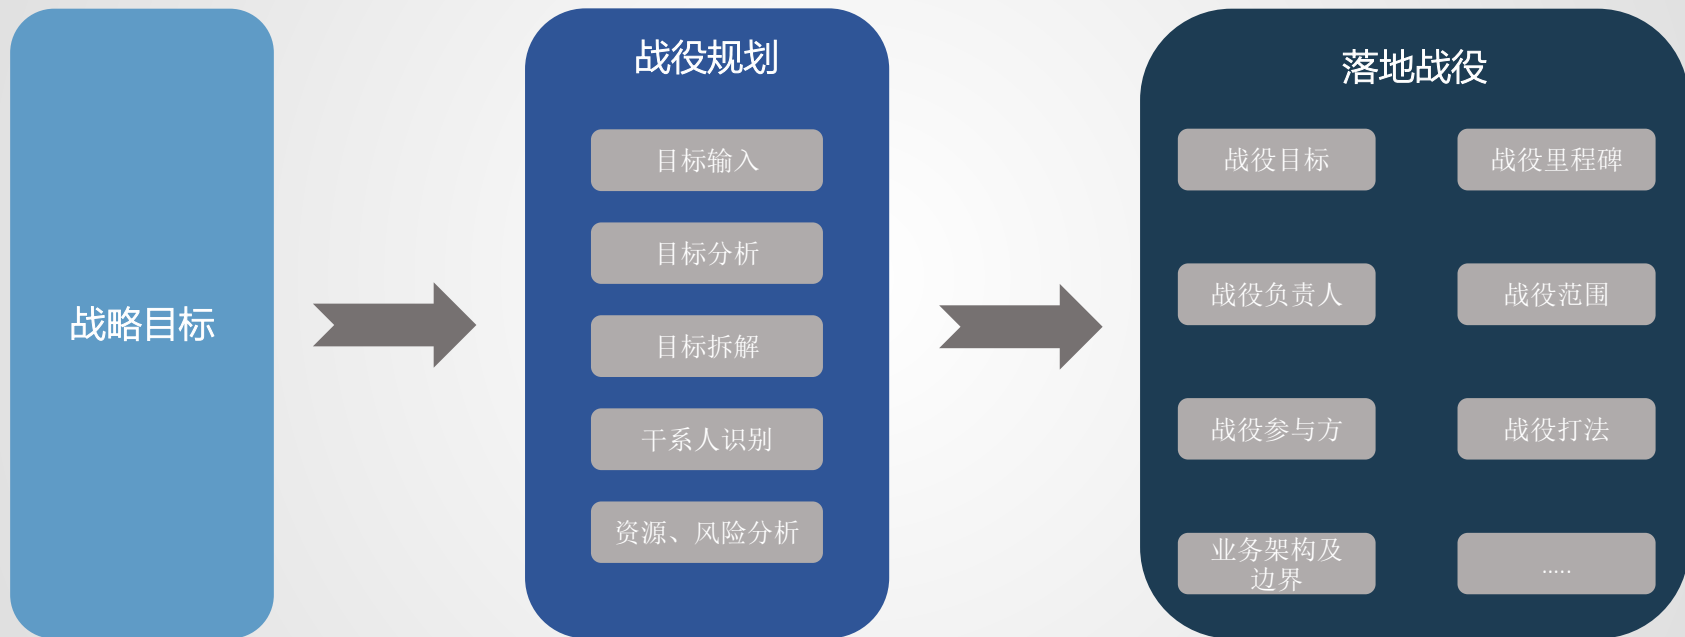 战略目标
战役规划
目标输入
目标分析
目标拆解
干系人识别
资源、风险分析
落地战役
战役目标
战役里程碑
战役负责人
战役范围
战役参与方
战役打法
业务架构及
边界
.....